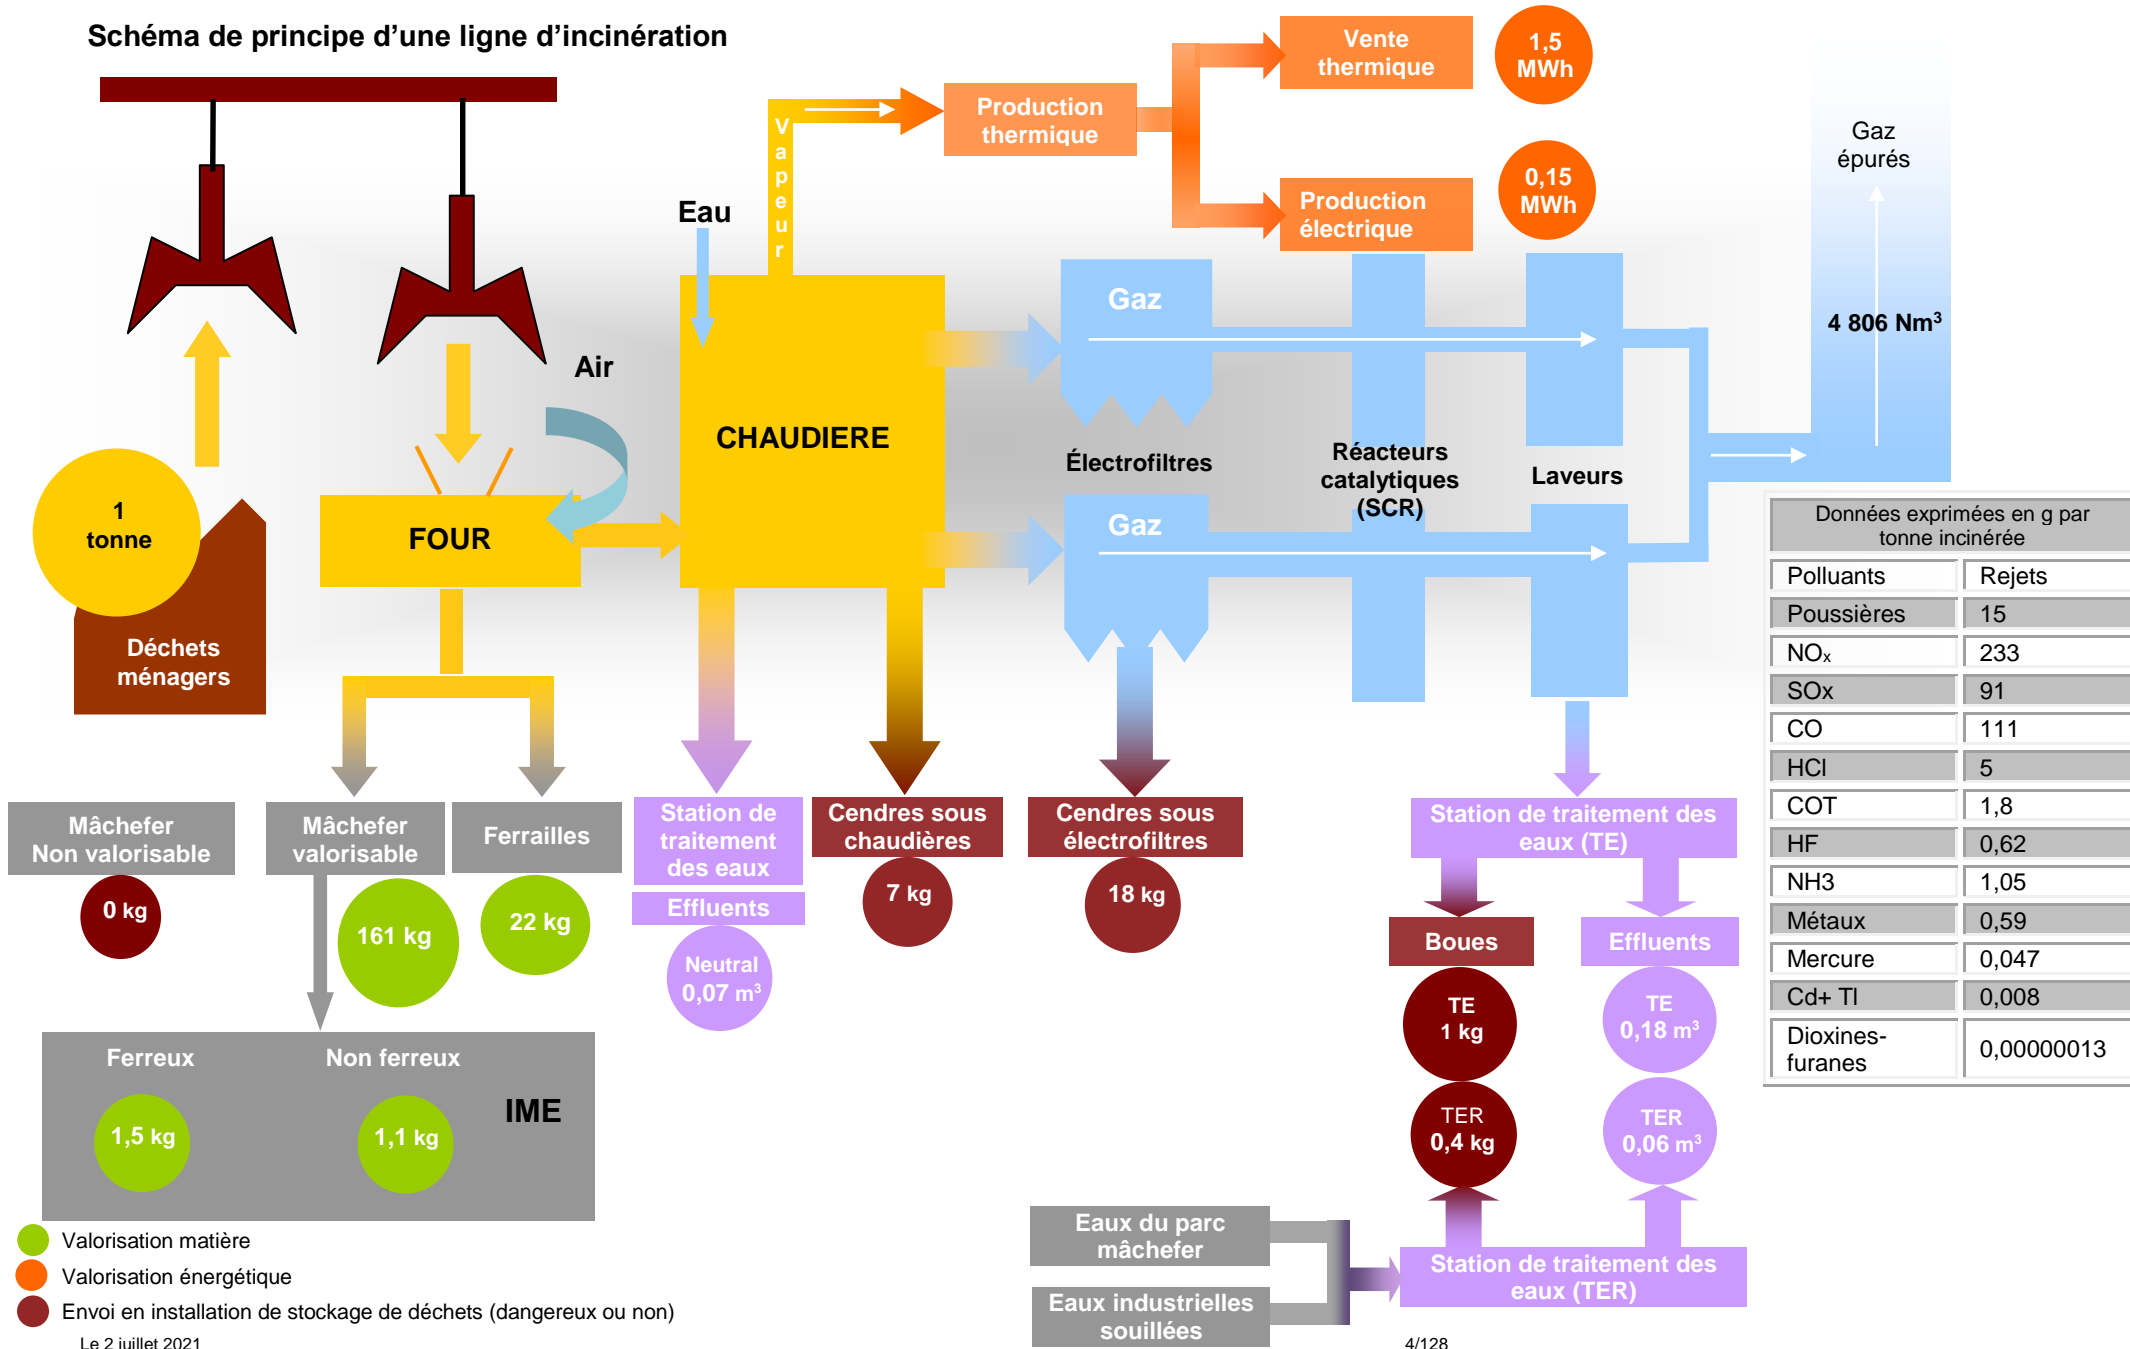 Schéma de principe d’une ligne d’incinération
Vente
thermique
1,5
MWh
Production
thermique
Vapeur
Gaz
épurés
0,15
MWh
Production
électrique
Eau
Gaz
4 806 Nm³
Air
CHAUDIERE
Électrofiltres
Réacteurs
catalytiques
(SCR)
Laveurs
1
tonne
FOUR
Gaz
Déchets
ménagers
Données exprimées en g par
tonne incinérée
Polluants Rejets
Poussières 15
NOₓ 233
SOx 91
CO 111
HCl 5
COT 1,8
HF 0,62
NH3 1,05
Métaux 0,59
Mercure 0,047
Cd+ Tl 0,008
Dioxines-
furanes 0,00000013
Mâchefer
Non valorisable
0 kg
Mâchefer
valorisable
161 kg
Ferrailles
22 kg
Station de
traitement
des eaux
Effluents
Neutral
0,07 m³
Cendres sous
chaudières
7 kg
Cendres sous
électrofiltres
18 kg
Station de traitement des
eaux (TE)
Boues
Effluents
TE
1 kg
TE
0,18 m³
TER
0,4 kg
TER
0,06 m³
Ferreux
Non ferreux
IME
1,5 kg
1,1 kg
Eaux du parc
mâchefer
Eaux industrielles
souillées
Station de traitement des
eaux (TER)
Valorisation matière
Valorisation énergétique
Envoi en installation de stockage de déchets (dangereux ou non)
Le 2 juillet 2021
4/128